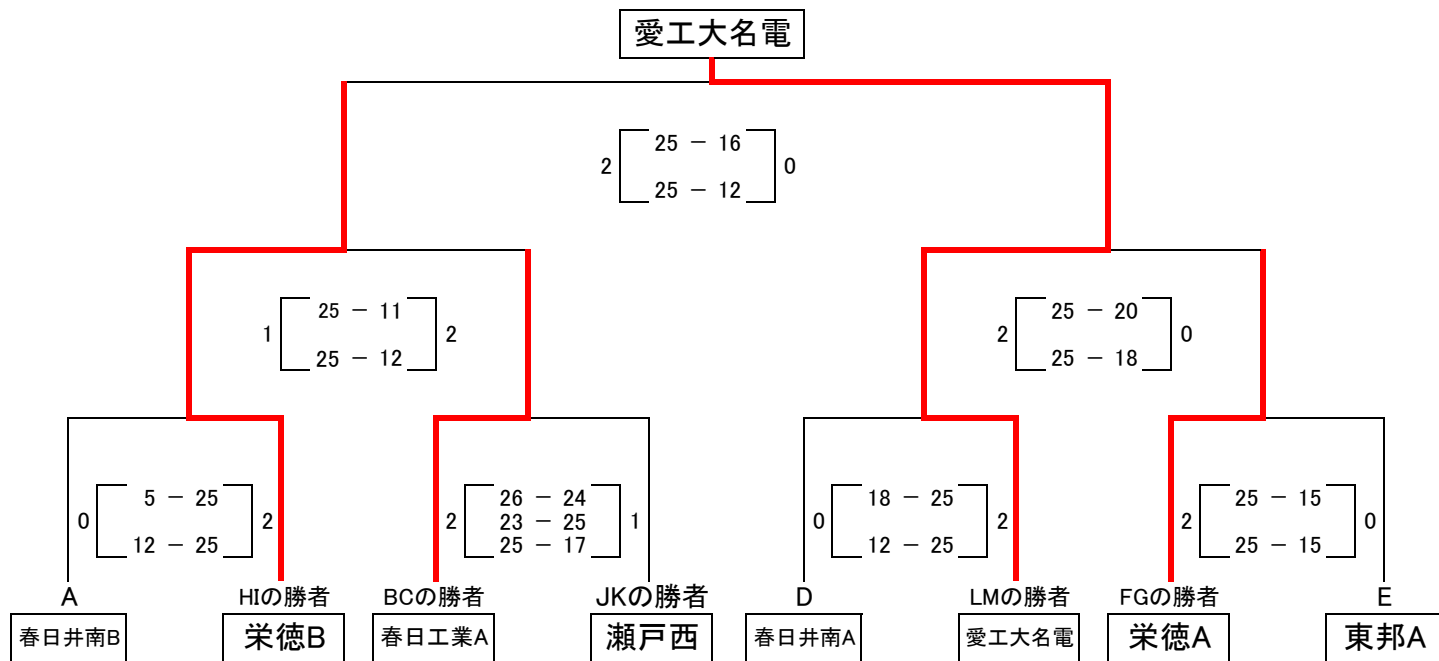 愛工大名電
25 － 16
2 0
25 － 12
25 － 11
1 2
25 － 12
25 － 20
2 0
25 － 18
5 － 25
0 2
12 － 25
26 － 24
2 23 － 25 1
25 － 17
18 － 25
0 2
12 － 25
25 － 15
2 0
25 － 15
A HIの勝者 BCの勝者 JKの勝者 D LMの勝者 FGの勝者 E
春日井南B 栄徳B 春日工業A 瀬戸西 春日井南A 愛工大名電 栄徳A 東邦A